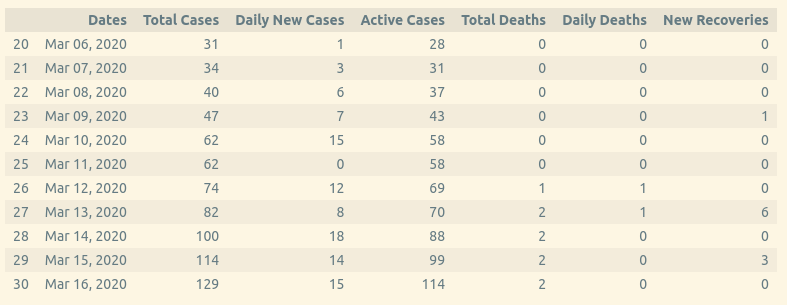 Dates Total Cases Daily New Cases Active Cases Total Deaths Daily Deaths New Recoveries
20 Mar 06, 2020 31 1 28 0 0 0
21 Mar 07, 2020 34 3 31 0 0 0
22 Mar 08, 2020 40 6 37 0 0 0
23 Mar 09, 2020 47 7 43 0 0 1
24 Mar 10, 2020 62 15 58 0 0 0
25 Mar 11, 2020 62 0 58 0 0 0
26 Mar 12, 2020 74 12 69 1 1 0
27 Mar 13, 2020 82 8 70 2 1 6
28 Mar 14, 2020 100 18 88 2 0 0
29 Mar 15, 2020 114 14 99 2 0 3
30 Mar 16, 2020 129 15 114 2 0 0